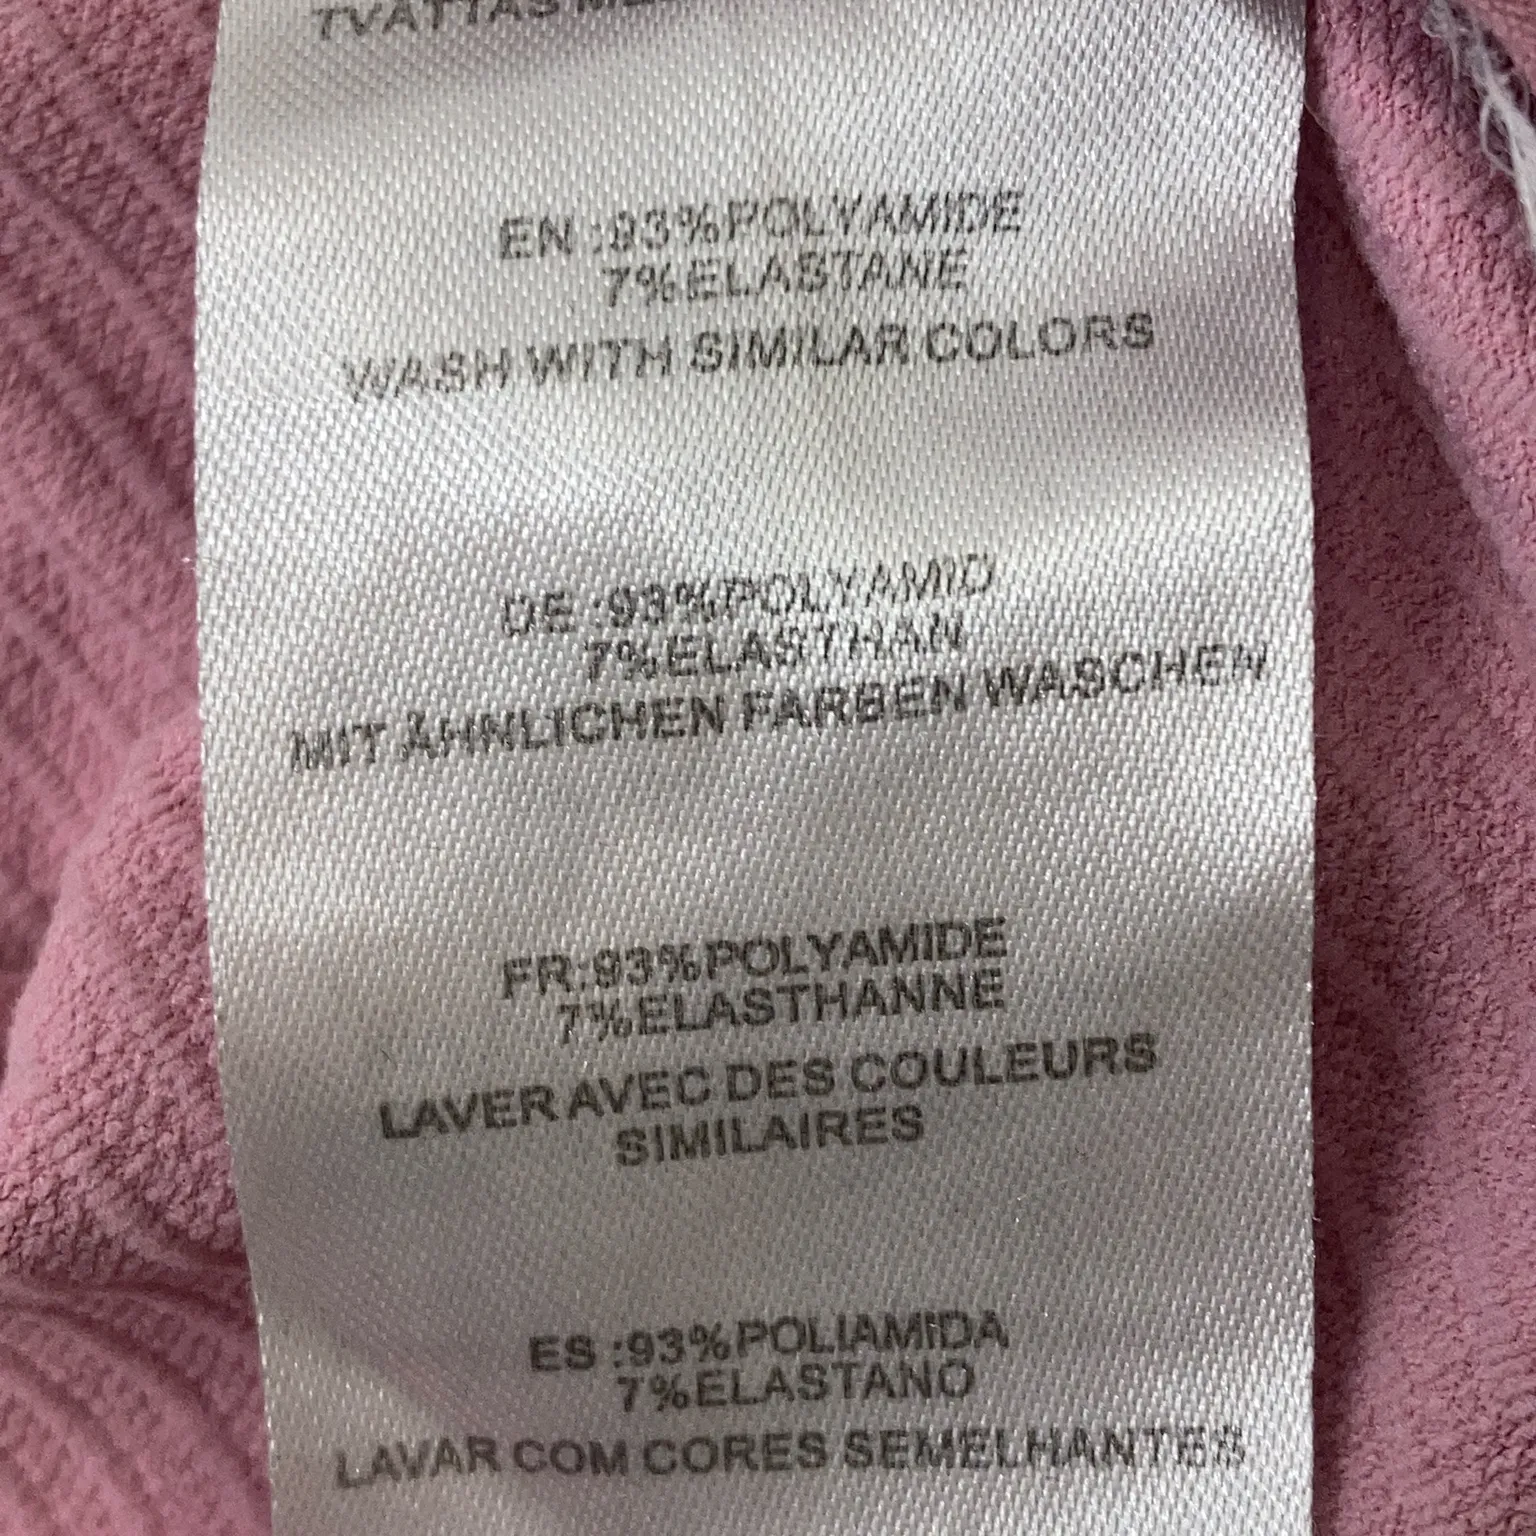 TVÄTTAS
EN :93%POLYAMIDE
7%ELASTANE
WASH WITH SIMILAR COLORS
DE :93%POLYAMID
7%ELASTHAN
MIT ÄHNLICHEN FARBEN WASCHEN
FR:93%POLYAMIDE
7%ELASTHANNE
LAVER AVEC DES COULEURS
SIMILAIRES
ES :93%POLIAMIDA
7%ELASTANO
LAVAR COM CORES SEMELHANTES